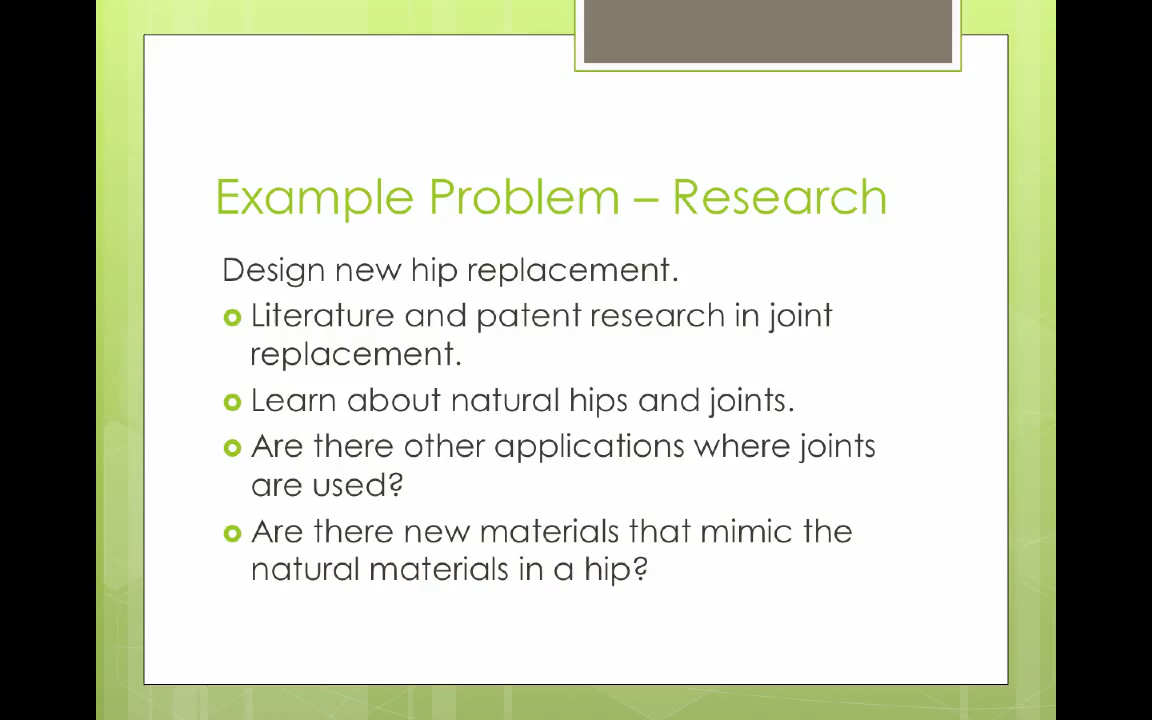 Example Problem – Research
Design new hip replacement.
Literature and patent research in joint
replacement.
Learn about natural hips and joints.
Are there other applications where joints
are used?
Are there new materials that mimic the
natural materials in a hip?